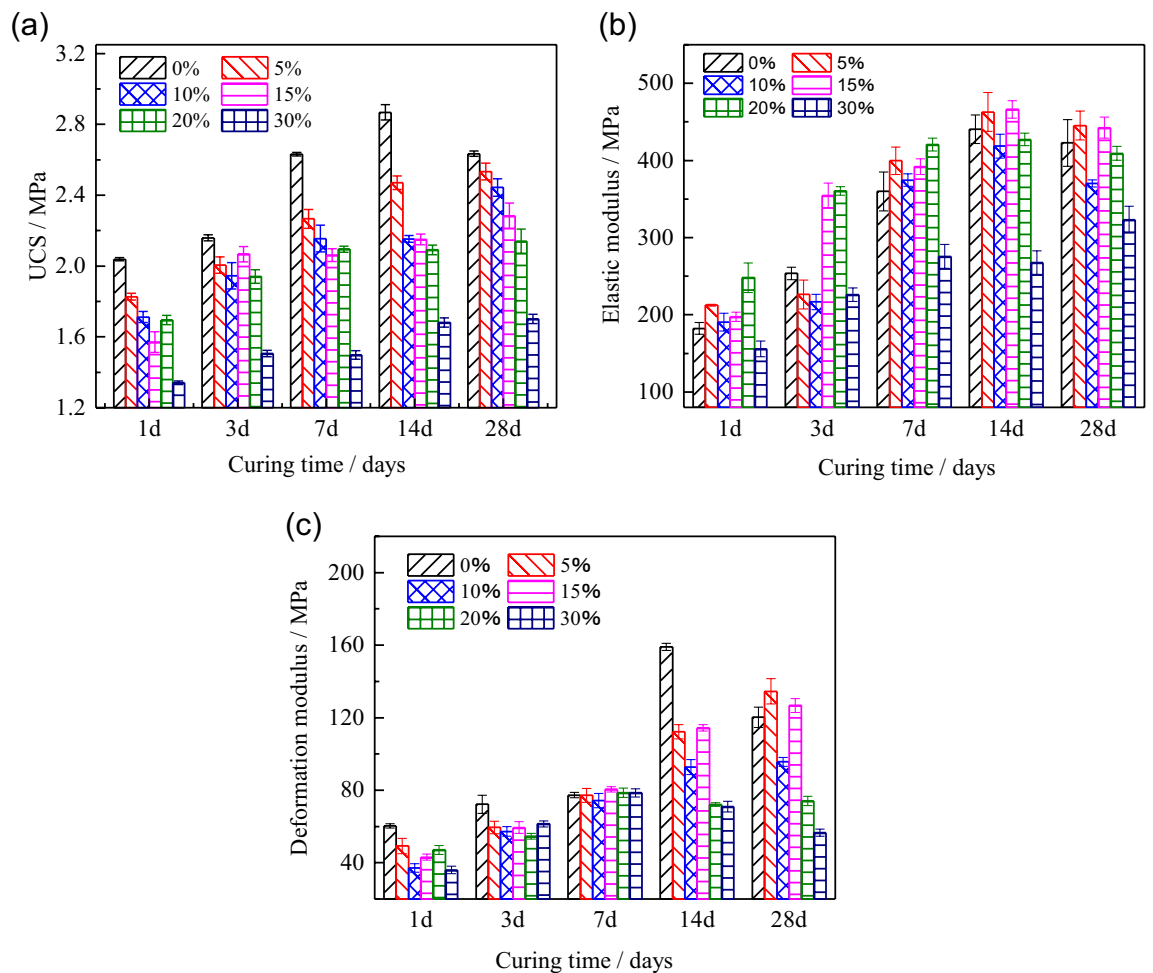 (a)
3.2
2.8
2.4
2.0
1.6
1.2
UCS / MPa
0% 5%
10% 15%
20% 30%
1d 3d 7d 14d 28d
Curing time / days
(b)
500
400
300
200
100
Elastic modulus / MPa
0% 5%
10% 15%
20% 30%
1d 3d 7d 14d 28d
Curing time / days
(c)
200
160
120
80
40
Deformation modulus / MPa
0% 5%
10% 15%
20% 30%
1d 3d 7d 14d 28d
Curing time / days